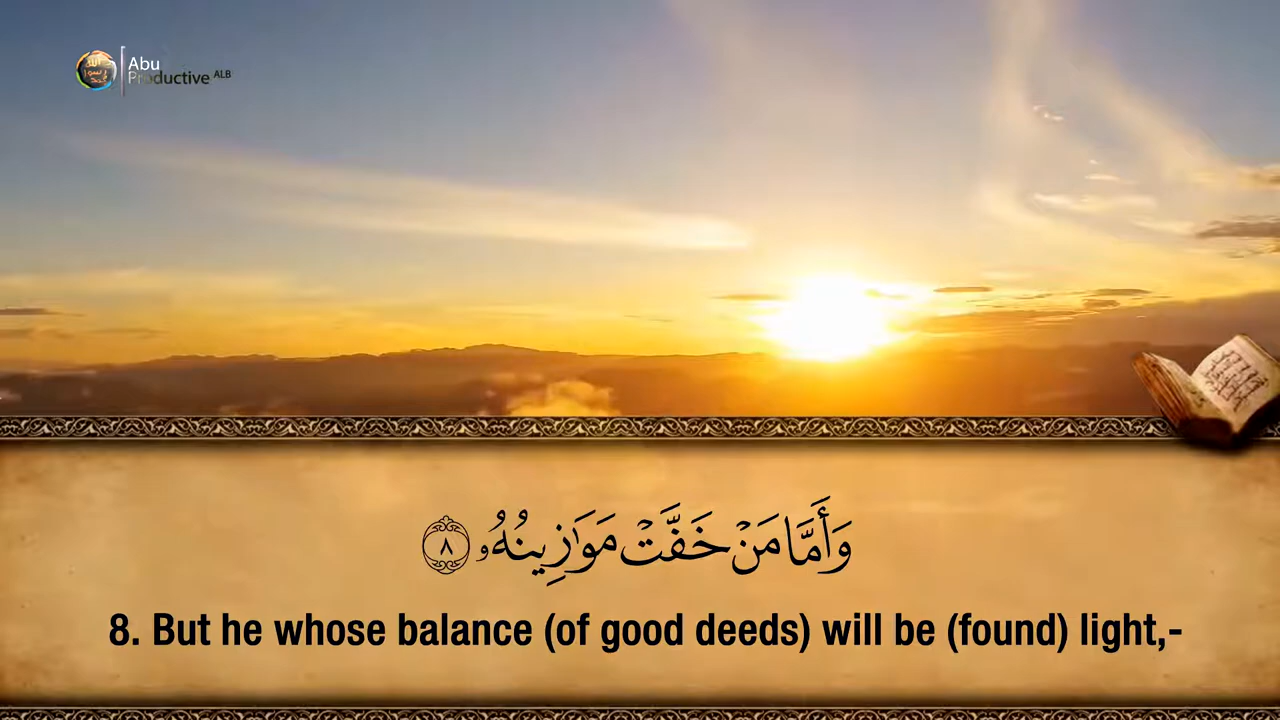 Abu
Productive ALB
وَأَمَّا مَنْ خَفَّتْ مَوَٰزِينُهُۥ ٨
8. But he whose balance (of good deeds) will be (found) light,-